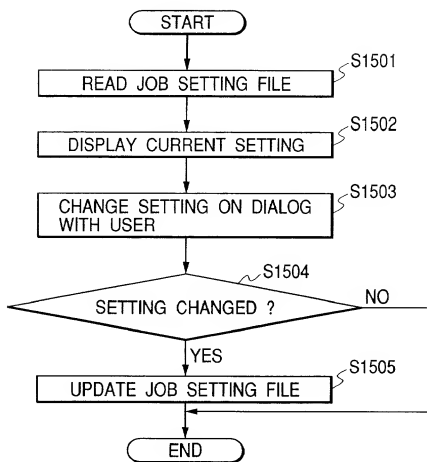 START
S1501
READ JOB SETTING FILE
S1502
DISPLAY CURRENT SETTING
S1503
CHANGE SETTING ON DIALOG
WITH USER
S1504
SETTING CHANGED ?
NO
YES
S1505
UPDATE JOB SETTING FILE
END